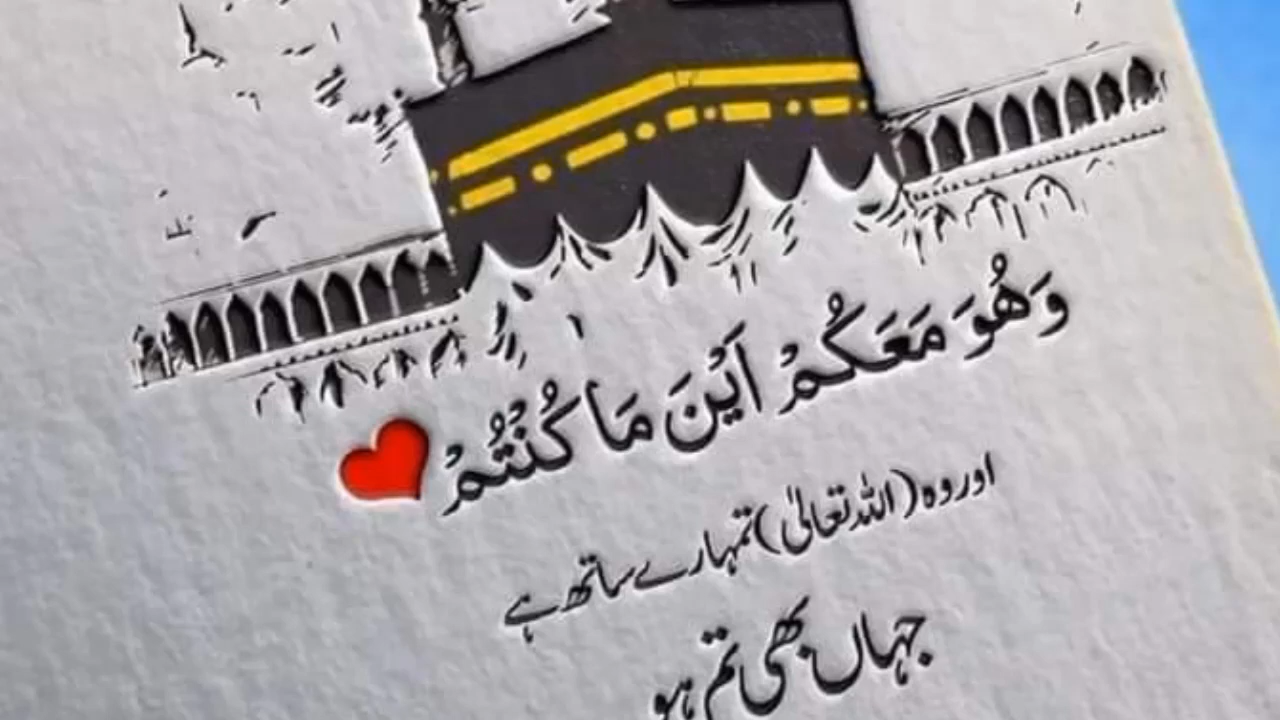 وَهُوَ مَعَكُمْ اَيْنَ مَا كُنْتُمْ
اور وہ (اللہ تعالیٰ) تمہارے ساتھ ہے
جہاں بھی تم ہو